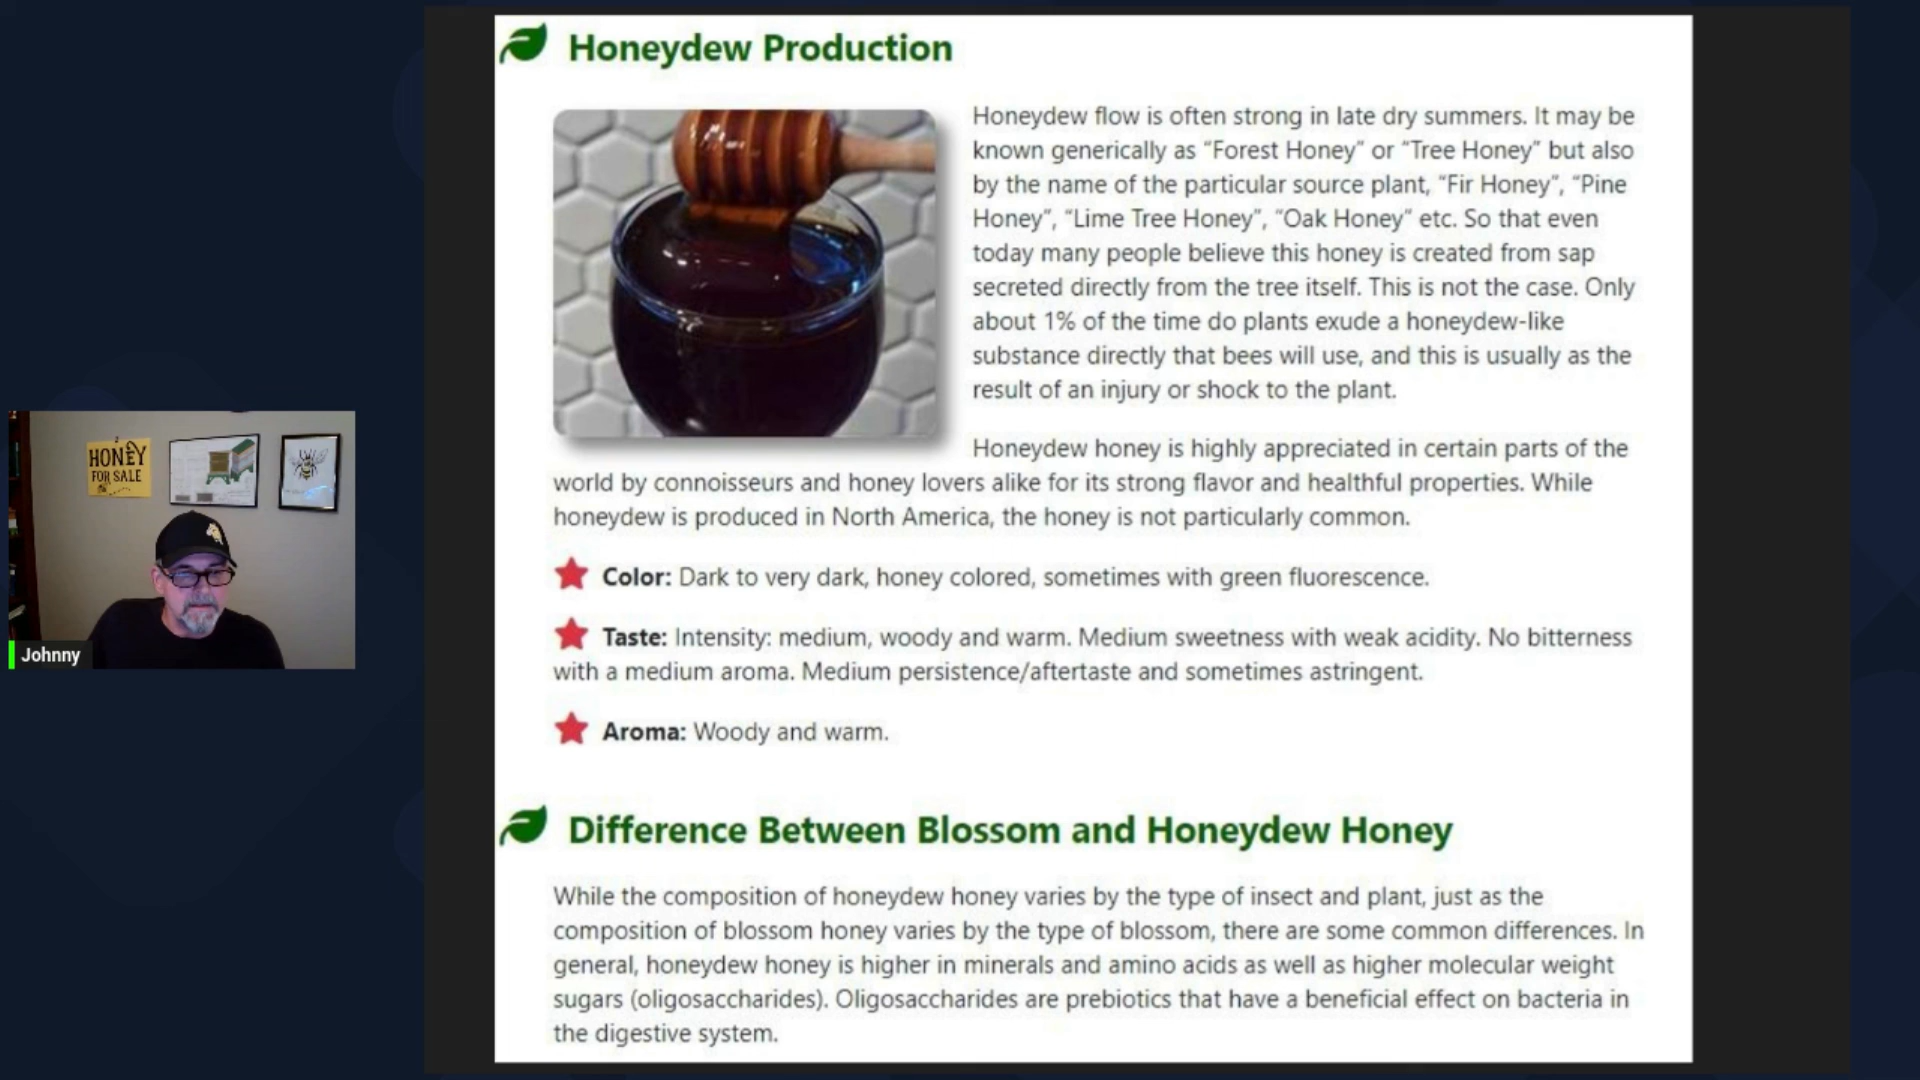 Honeydew Production
Honeydew flow is often strong in late dry summers. It may be
known generically as “Forest Honey” or “Tree Honey” but also
by the name of the particular source plant, “Fir Honey”, “Pine
Honey”, “Lime Tree Honey”, “Oak Honey” etc. So that even
today many people believe this honey is created from sap
secreted directly from the tree itself. This is not the case. Only
about 1% of the time do plants exude a honeydew-like
substance directly that bees will use, and this is usually as the
result of an injury or shock to the plant.
Honeydew honey is highly appreciated in certain parts of the
world by connoisseurs and honey lovers alike for its strong flavor and healthful properties. While
honeydew is produced in North America, the honey is not particularly common.
Color: Dark to very dark, honey colored, sometimes with green fluorescence.
Taste: Intensity: medium, woody and warm. Medium sweetness with weak acidity. No bitterness
with a medium aroma. Medium persistence/aftertaste and sometimes astringent.
Aroma: Woody and warm.
Difference Between Blossom and Honeydew Honey
While the composition of honeydew honey varies by the type of insect and plant, just as the
composition of blossom honey varies by the type of blossom, there are some common differences. In
general, honeydew honey is higher in minerals and amino acids as well as higher molecular weight
sugars (oligosaccharides). Oligosaccharides are prebiotics that have a beneficial effect on bacteria in
the digestive system.
HONEY
FOR SALE
Johnny